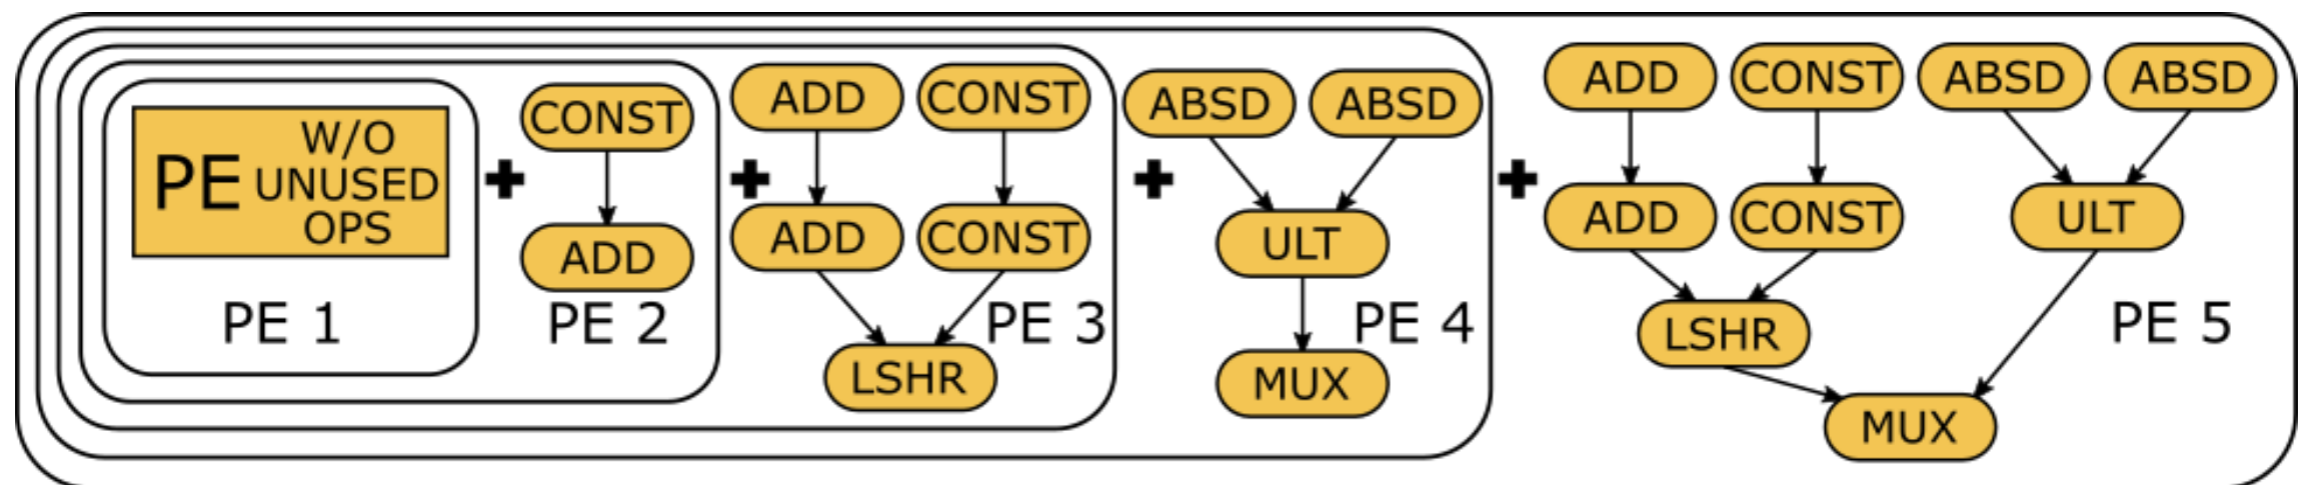 PE W/O UNUSED OPS
PE 1
CONST
ADD
PE 2
ADD CONST
ADD CONST
LSHR
PE 3
ABSD ABSD
ULT
MUX
PE 4
ADD CONST ABSD ABSD
ADD CONST ULT
LSHR
MUX
PE 5